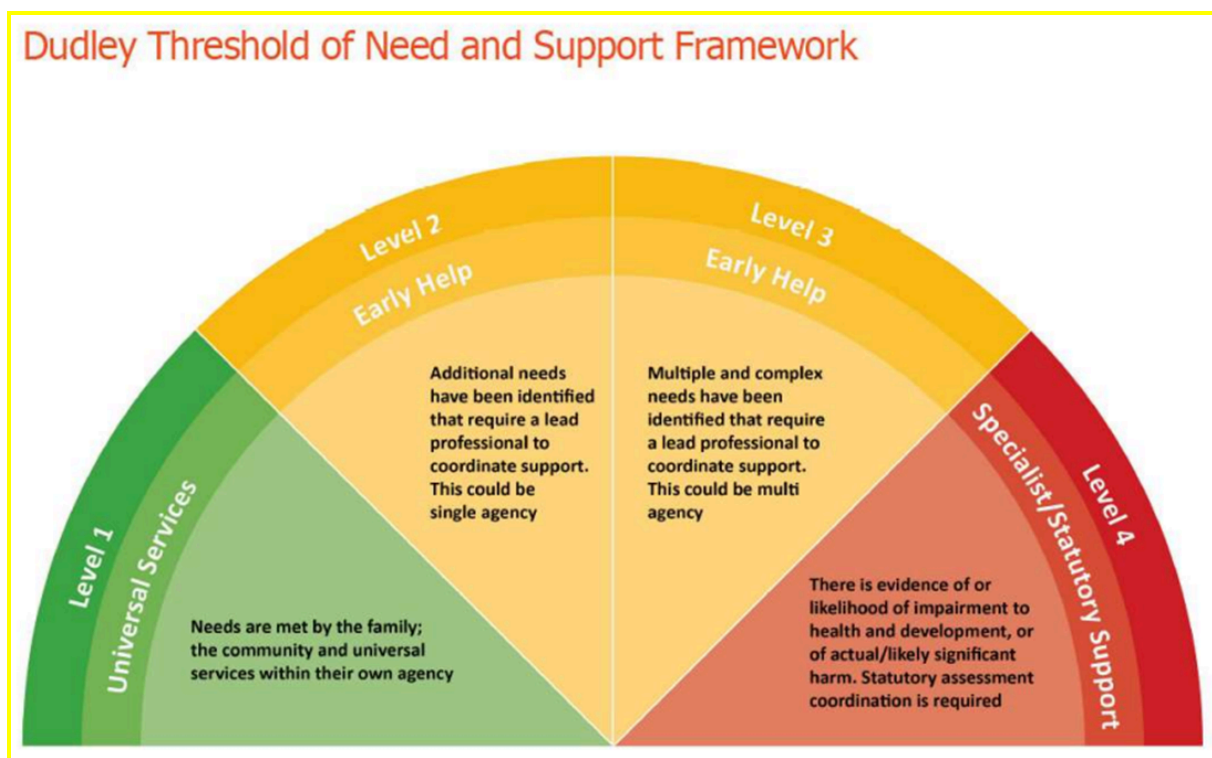 Dudley Threshold of Need and Support Framework
Level 1
Universal Services
Needs are met by the family;
the community and universal
services within their own agency
Level 2
Early Help
Additional needs
have been identified
that require a lead
professional to
coordinate support.
This could be
single agency
Level 3
Early Help
Multiple and complex
needs have been
identified that require
a lead professional to
coordinate support.
This could be multi
agency
Level 4
Specialist/Statutory Support
There is evidence of or
likelihood of impairment to
health and development, or
of actual/likely significant
harm. Statutory assessment
coordination is required